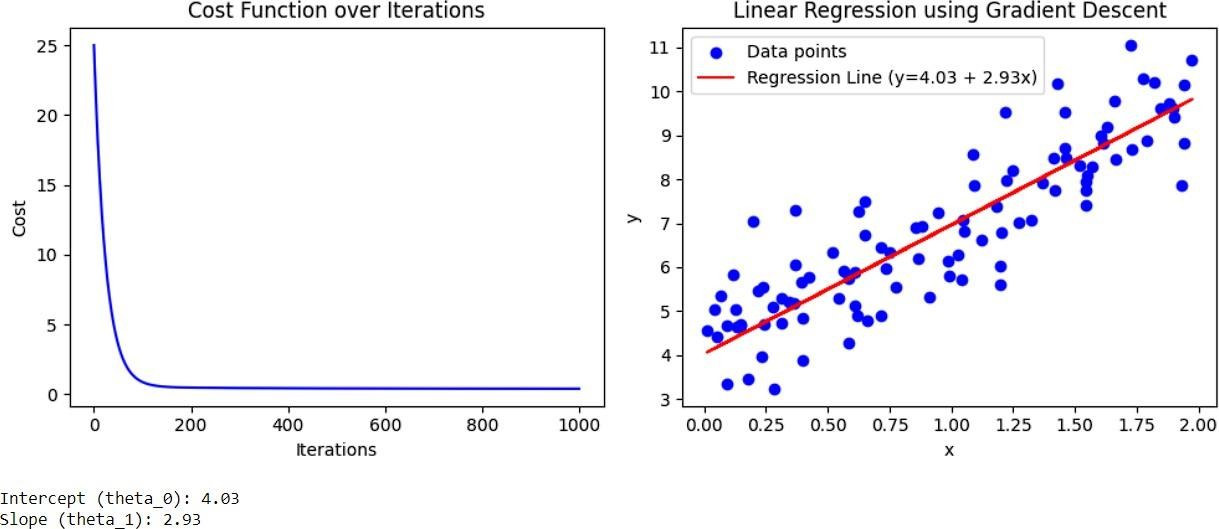 Cost Function over Iterations
25
20
15
10
5
0
Cost
0 200 400 600 800 1000
Iterations
Linear Regression using Gradient Descent
Data points
Regression Line (y=4.03 + 2.93x)
11
10
9
8
7
6
5
4
3
y
0.00 0.25 0.50 0.75 1.00 1.25 1.50 1.75 2.00
x
Intercept (theta_0): 4.03
Slope (theta_1): 2.93